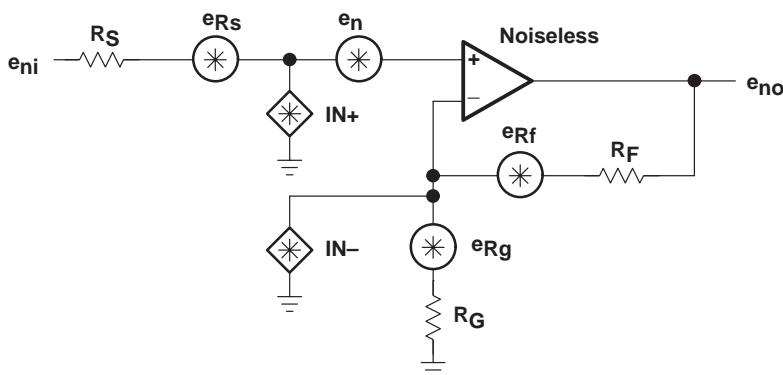 eRs
en
Noiseless
RS
eni
+
−
eno
IN+
eRf
RF
IN−
eRg
RG